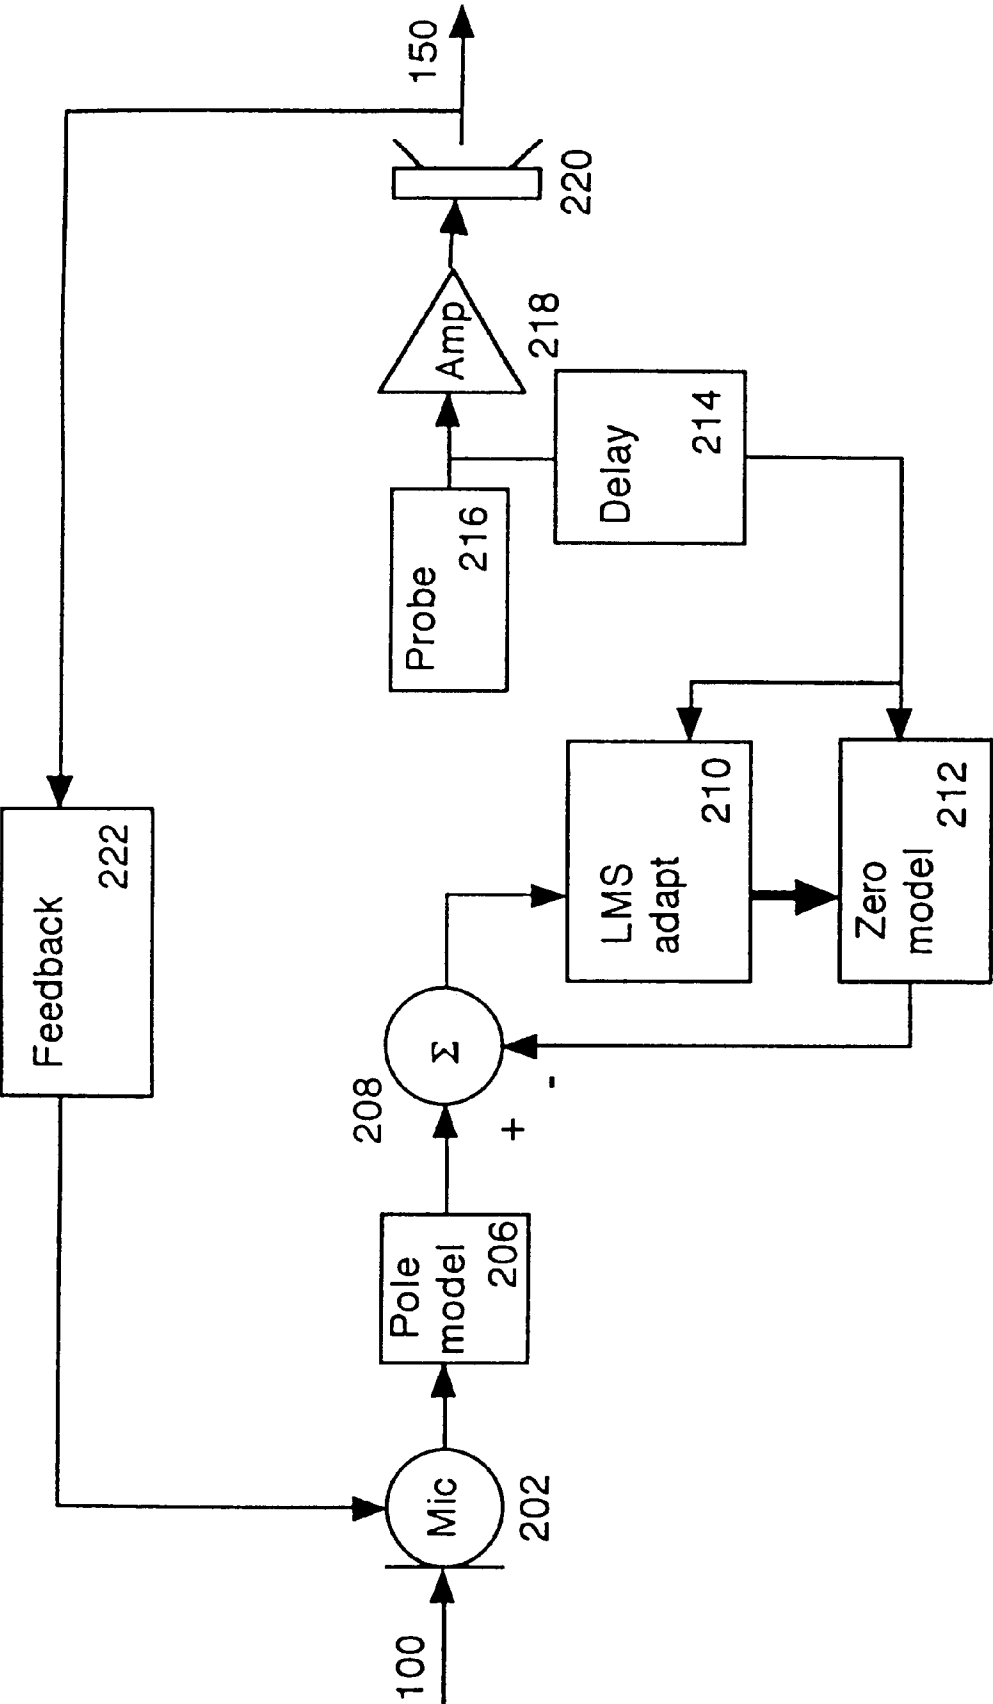 Feedback
222
100
Mic
202
Pole
model
206
208
Σ
+
-
LMS
adapt
210
Zero
model
212
Probe
216
Delay
214
Amp
218
220
150